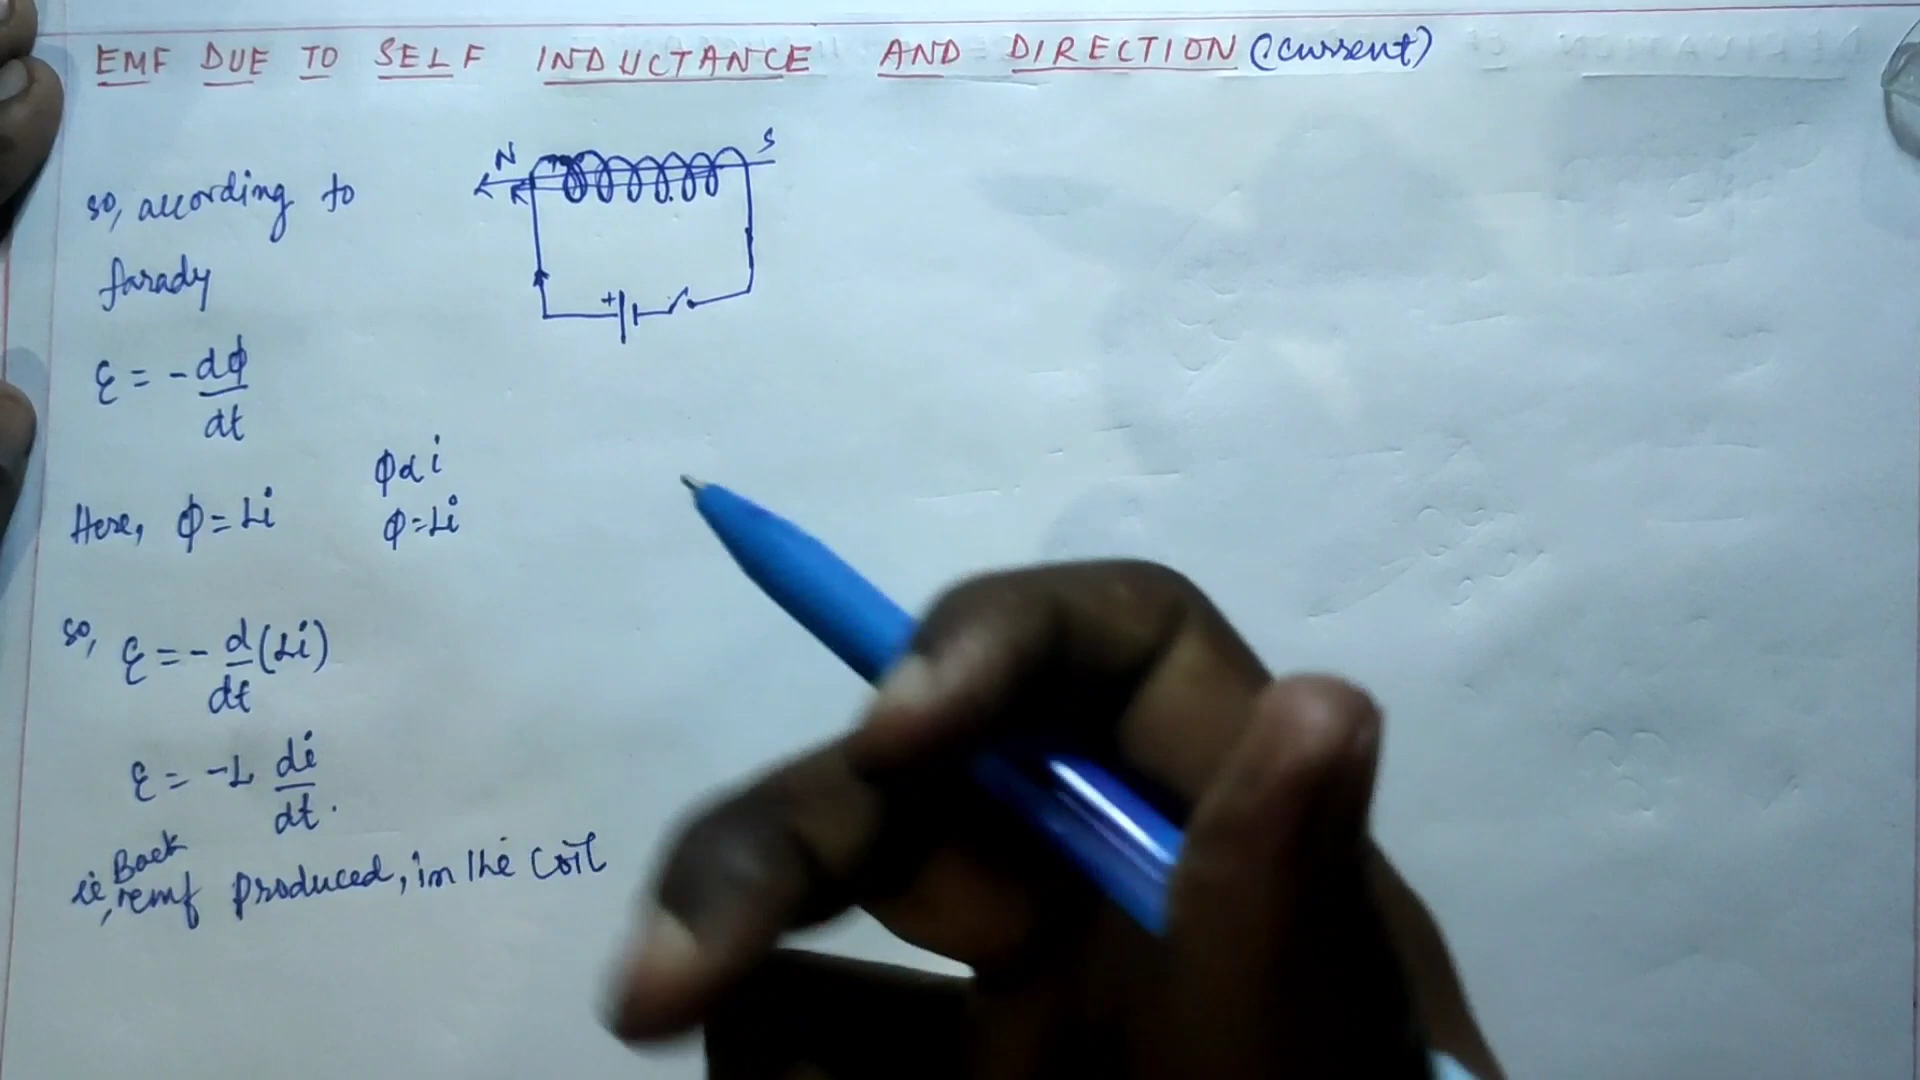 EMF DUE TO SELF INDUCTANCE AND DIRECTION (current)
N
S
so, according to
farady
+
ε = -dϕ/dt
ϕ α i
Here, ϕ = Li
ϕ = Li
so, ε = - d/dt (Li)
ε = -L di/dt.
Back
ie, emf produced, in the coil